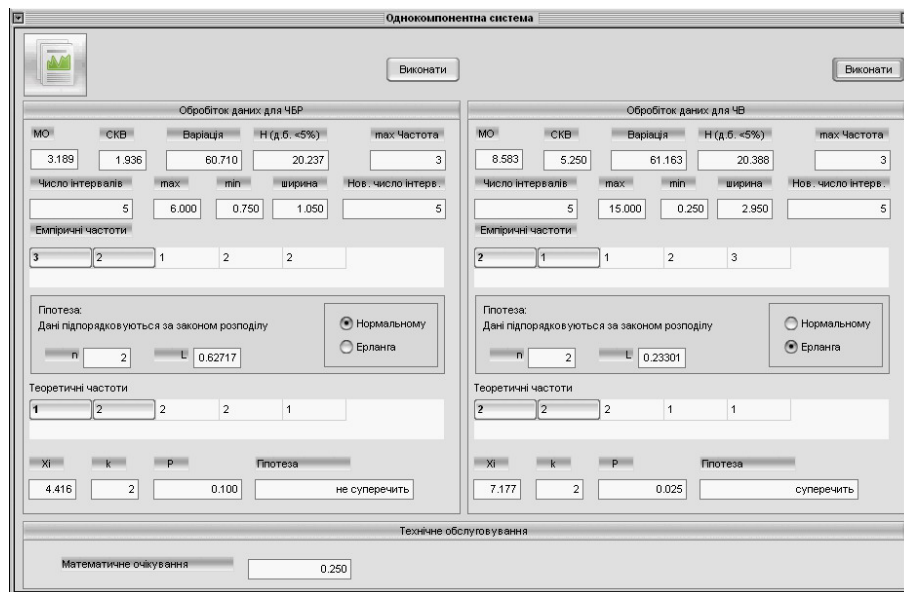 Однокомпонентна система
Виконати
Виконати
Обробіток даних для ЧБР
МО СКВ Варіація Н (д.б. <5%) max Частота
3.189 1.936 60.710 20.237 3
Число інтервалів max min ширина Нов. число інтерв.
5 6.000 0.750 1.050 5
Емпіричні частоти
3 2 1 2 2
Гіпотеза:
Дані підпорядковуються за законом розподілу
Нормальному
Ерланга
n 2 L 0.62717
Теоретичні частоти
1 2 2 2 1
Xi k P Гіпотеза
4.416 2 0.100 не суперечить
Обробіток даних для ЧВ
МО СКВ Варіація Н (д.б. <5%) max Частота
8.583 5.250 61.163 20.388 3
Число інтервалів max min ширина Нов. число інтерв.
5 15.000 0.250 2.950 5
Емпіричні частоти
2 1 1 2 3
Гіпотеза:
Дані підпорядковуються за законом розподілу
Нормальному
Ерланга
n 2 L 0.23301
Теоретичні частоти
2 2 2 1 1
Xi k P Гіпотеза
7.177 2 0.025 суперечить
Технічне обслуговування
Математичне очікування 0.250